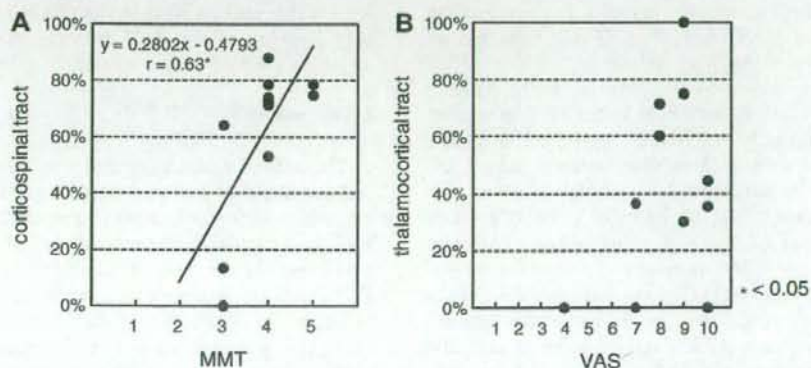 A
y = 0.2802x - 0.4793
r = 0.63*
100%
80%
60%
40%
20%
0%
corticospinal tract
1 2 3 4 5
MMT
B
100%
80%
60%
40%
20%
0%
thalamocortical tract
1 2 3 4 5 6 7 8 9 10
VAS
* < 0.05